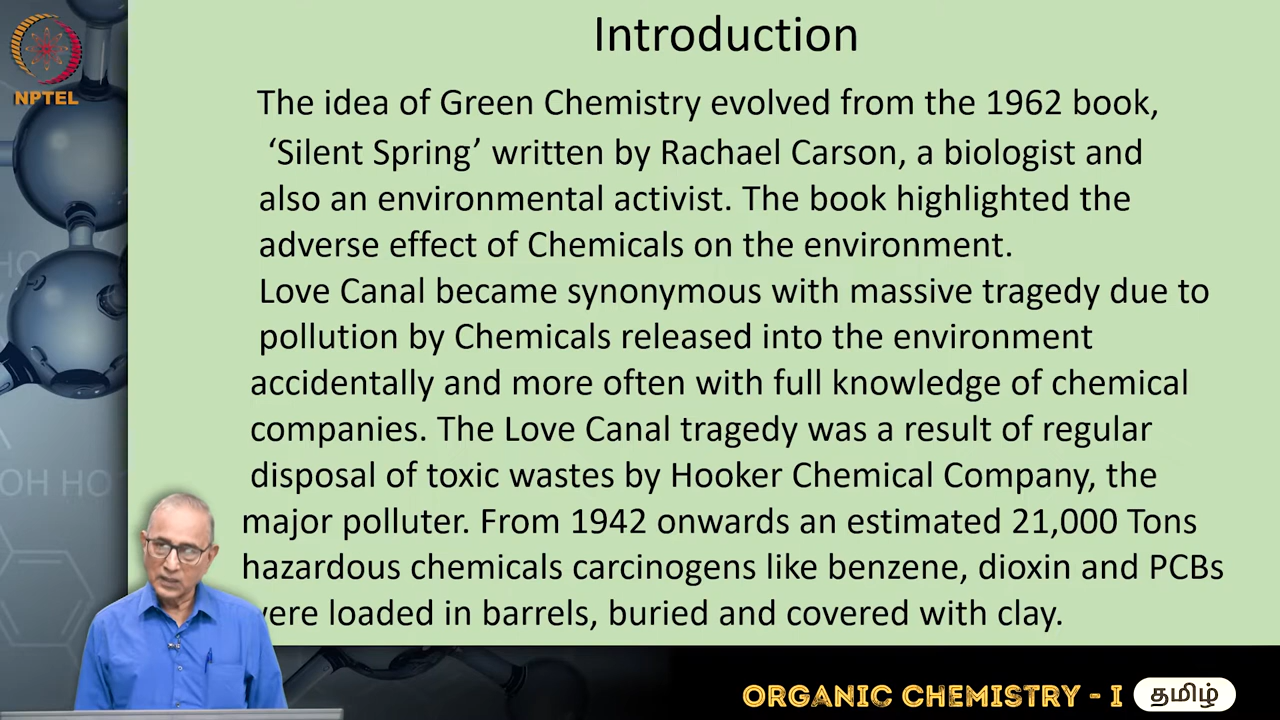 Introduction
NPTEL
The idea of Green Chemistry evolved from the 1962 book,
‘Silent Spring’ written by Rachael Carson, a biologist and
also an environmental activist. The book highlighted the
adverse effect of Chemicals on the environment.
Love Canal became synonymous with massive tragedy due to
pollution by Chemicals released into the environment
accidentally and more often with full knowledge of chemical
companies. The Love Canal tragedy was a result of regular
disposal of toxic wastes by Hooker Chemical Company, the
major polluter. From 1942 onwards an estimated 21,000 Tons
hazardous chemicals carcinogens like benzene, dioxin and PCBs
were loaded in barrels, buried and covered with clay.
HO
OH HO
ORGANIC CHEMISTRY - I தமிழ்